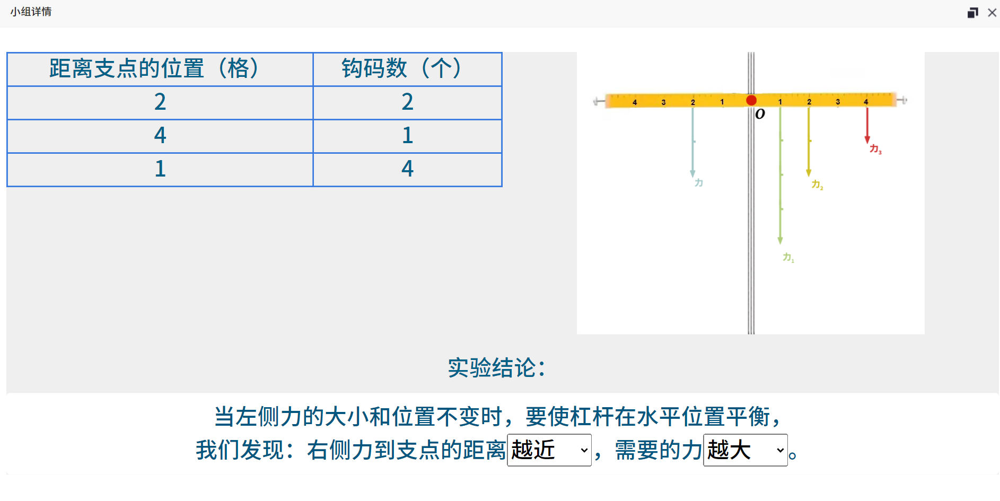 小组详情
距离支点的位置（格） 钩码数（个）
2 2
4 1
1 4
4 3 2 1 1 2 3 4
O
力3
力
力2
力1
实验结论：
当左侧力的大小和位置不变时，要使杠杆在水平位置平衡，
我们发现：右侧力到支点的距离越近，需要的力越大。